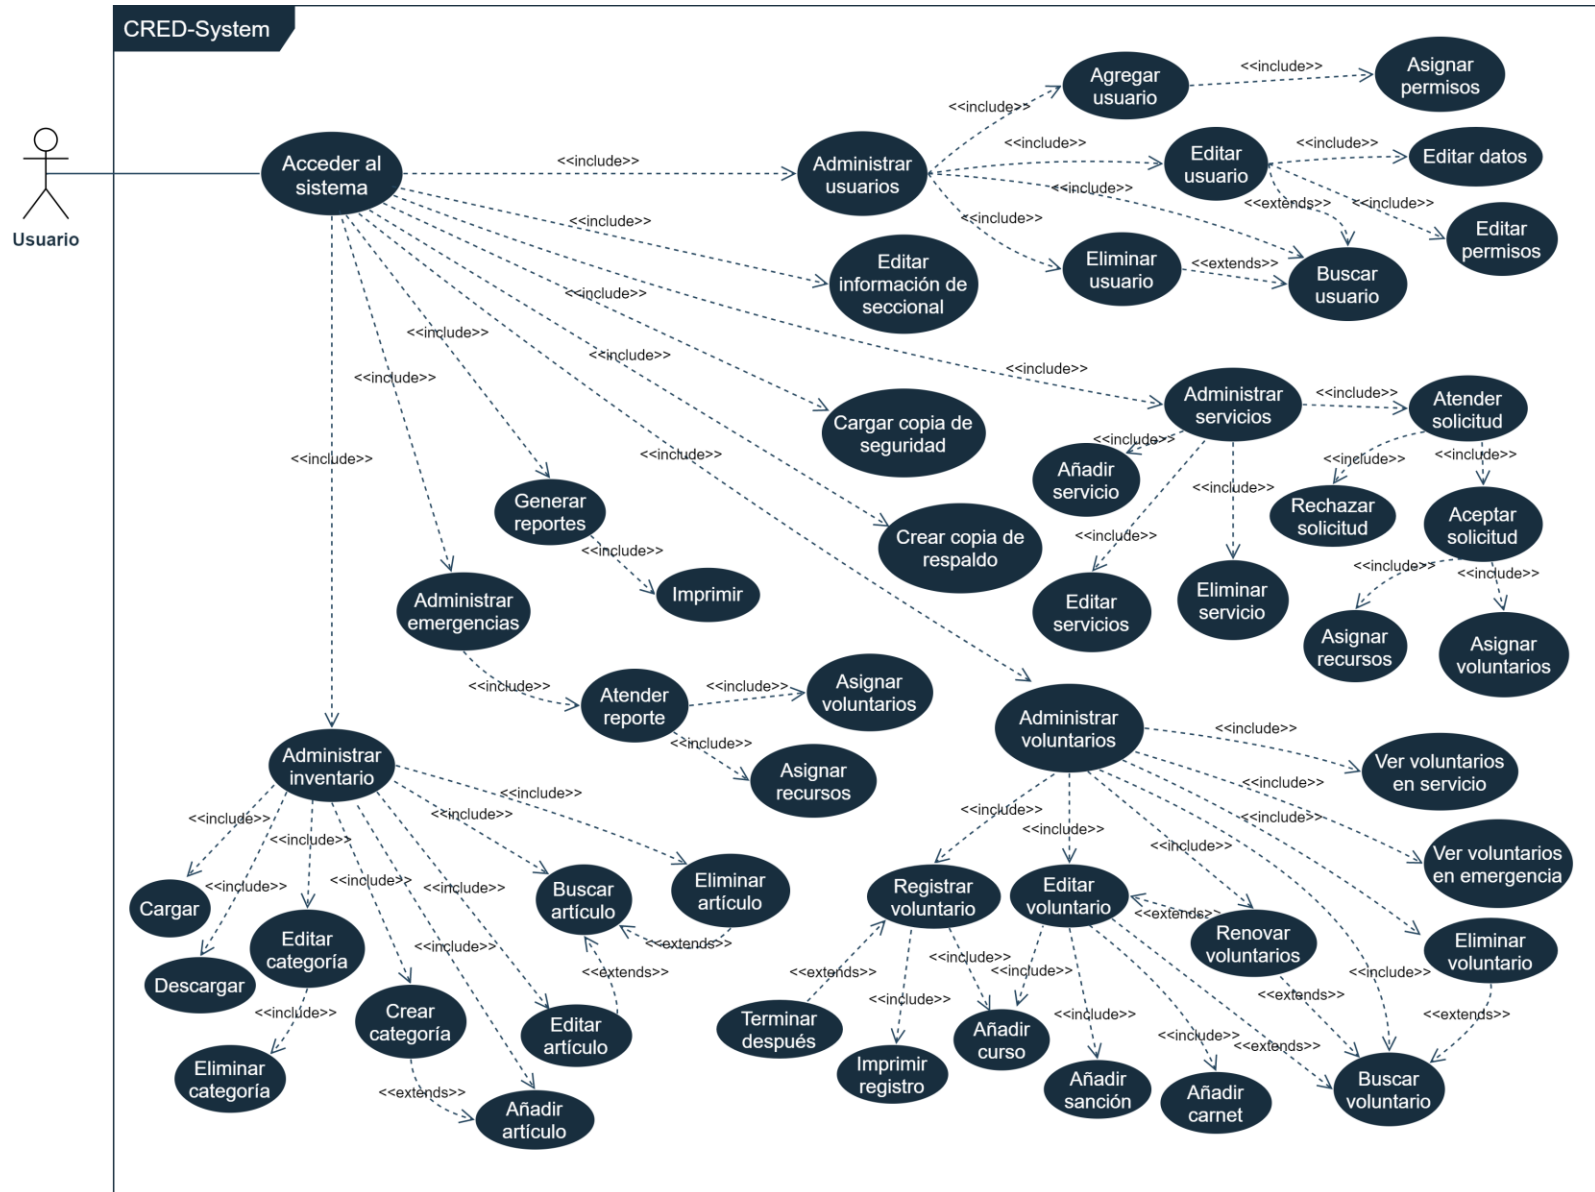 CRED-System
Usuario
Acceder al
sistema
<<include>>
Administrar
usuarios
<<include>>
Agregar
usuario
<<include>>
Asignar
permisos
<<include>>
Editar
usuario
<<include>>
Editar datos
<<include>>
<<extends>>
<<include>>
Editar
permisos
<<include>>
Eliminar
usuario
<<extends>>
Buscar
usuario
<<include>>
Editar
información de
seccional
<<include>>
<<include>>
<<include>>
<<include>>
<<include>>
Administrar
servicios
<<include>>
Atender
solicitud
Cargar copia de
seguridad
<<include>>
<<include>>
<<include>>
<<include>>
<<include>>
Añadir
servicio
<<include>>
Generar
reportes
Rechazar
solicitud
Aceptar
solicitud
Crear copia de
respaldo
<<include>>
<<include>>
<<include>>
<<include>>
Imprimir
Administrar
emergencias
Editar
servicios
Eliminar
servicio
Asignar
recursos
Asignar
voluntarios
<<include>>
Atender
reporte
<<include>>
Asignar
voluntarios
<<include>>
Asignar
recursos
Administrar
voluntarios
<<include>>
Ver voluntarios
en servicio
Administrar
inventario
<<include>>
<<include>>
<<include>>
<<include>>
<<include>>
<<include>>
<<include>>
<<include>>
<<include>>
Ver voluntarios
en emergencia
<<include>>
<<include>>
<<include>>
Cargar
Buscar
artículo
Eliminar
artículo
Registrar
voluntario
Editar
voluntario
<<extends>>
Renovar
voluntarios
Eliminar
voluntario
Editar
categoría
<<include>>
<<extends>>
Descargar
<<extends>>
<<extends>>
<<include>>
<<include>>
<<include>>
<<extends>>
<<include>>
Crear
categoría
Editar
artículo
Terminar
después
<<include>>
Añadir
curso
<<include>>
<<include>>
<<extends>>
<<extends>>
Eliminar
categoría
Imprimir
registro
Añadir
sanción
Añadir
carnet
Buscar
voluntario
<<extends>>
Añadir
artículo